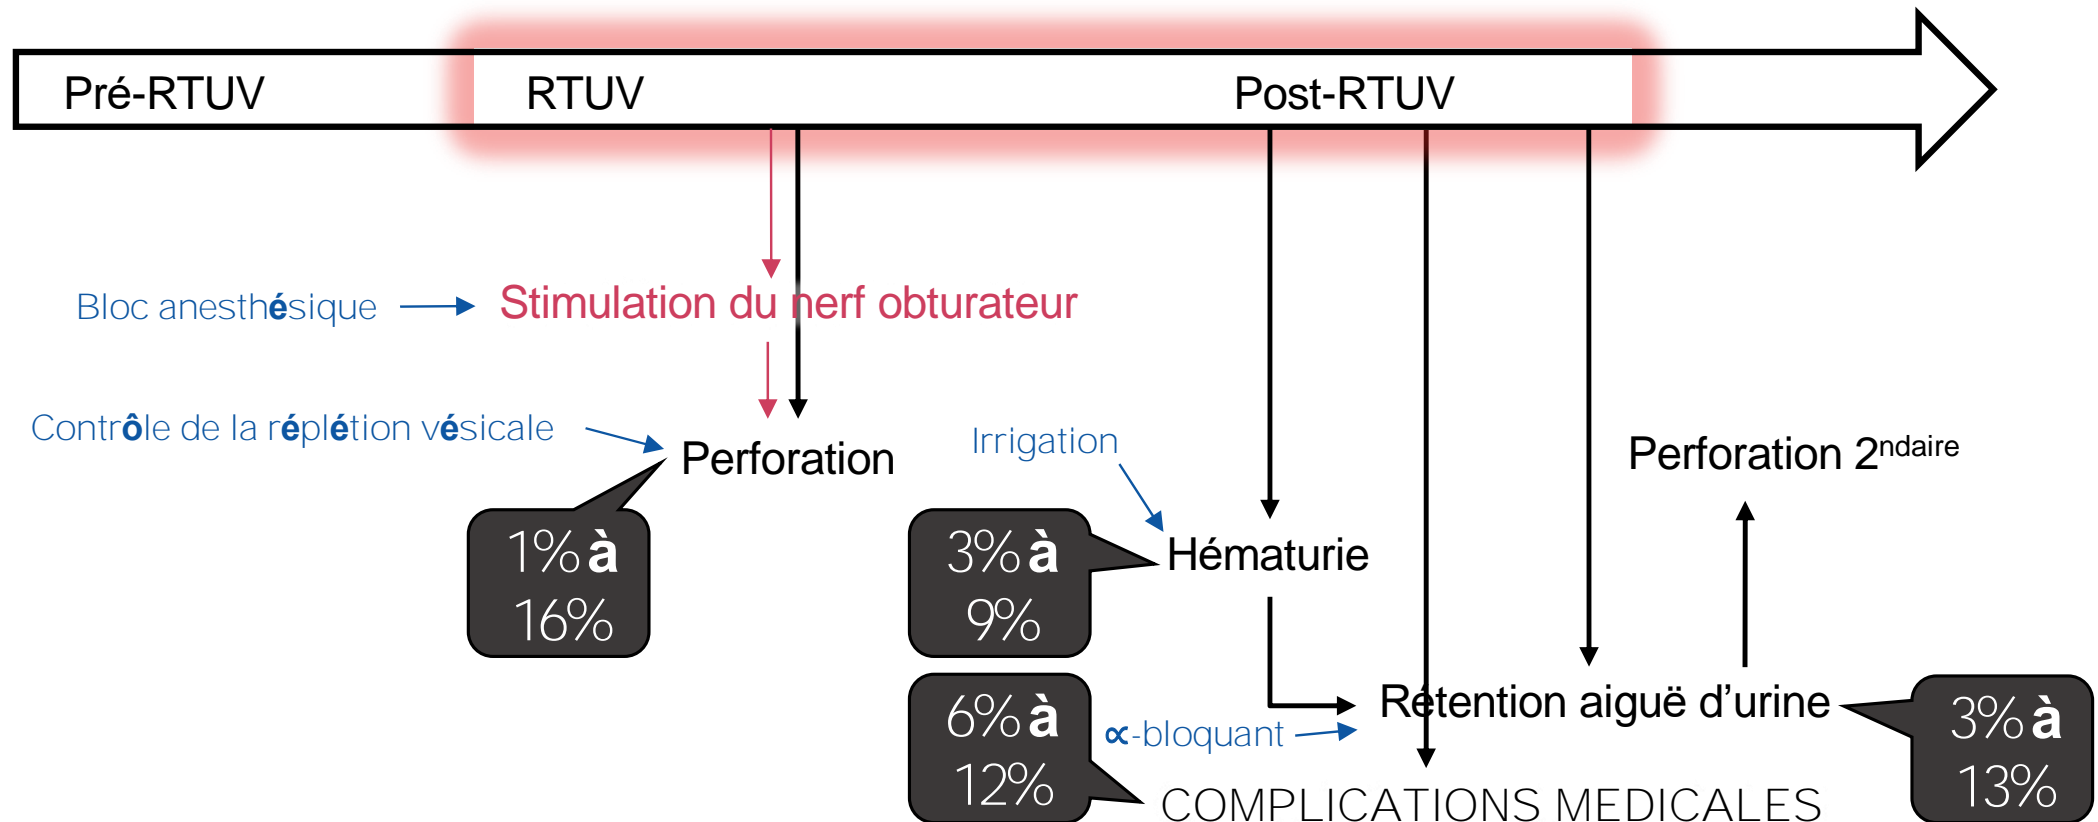 Pré-RTUV
RTUV
Post-RTUV
Bloc anesthésique
Stimulation du nerf obturateur
Contrôle de la réplétion vésicale
Perforation
Irrigation
Perforation 2ndaire
1% à
16%
3% à
9%
Hématurie
6% à
12%
∝-bloquant
Rétention aiguë d'urine
3% à
13%
COMPLICATIONS MEDICALES